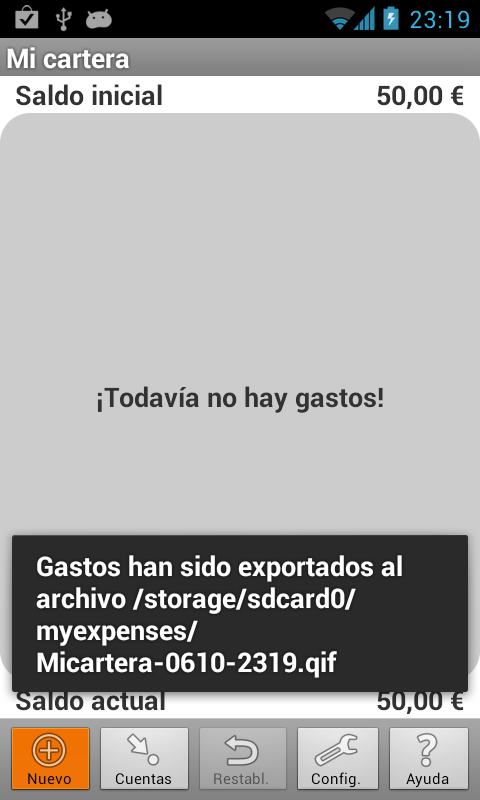 23:19
Mi cartera
Saldo inicial 50,00 €
¡Todavía no hay gastos!
Gastos han sido exportados al
archivo /storage/sdcard0/
myexpenses/
Micartera-0610-2319.qif
Saldo actual 50,00 €
Nuevo Cuentas Restabl. Config. Ayuda